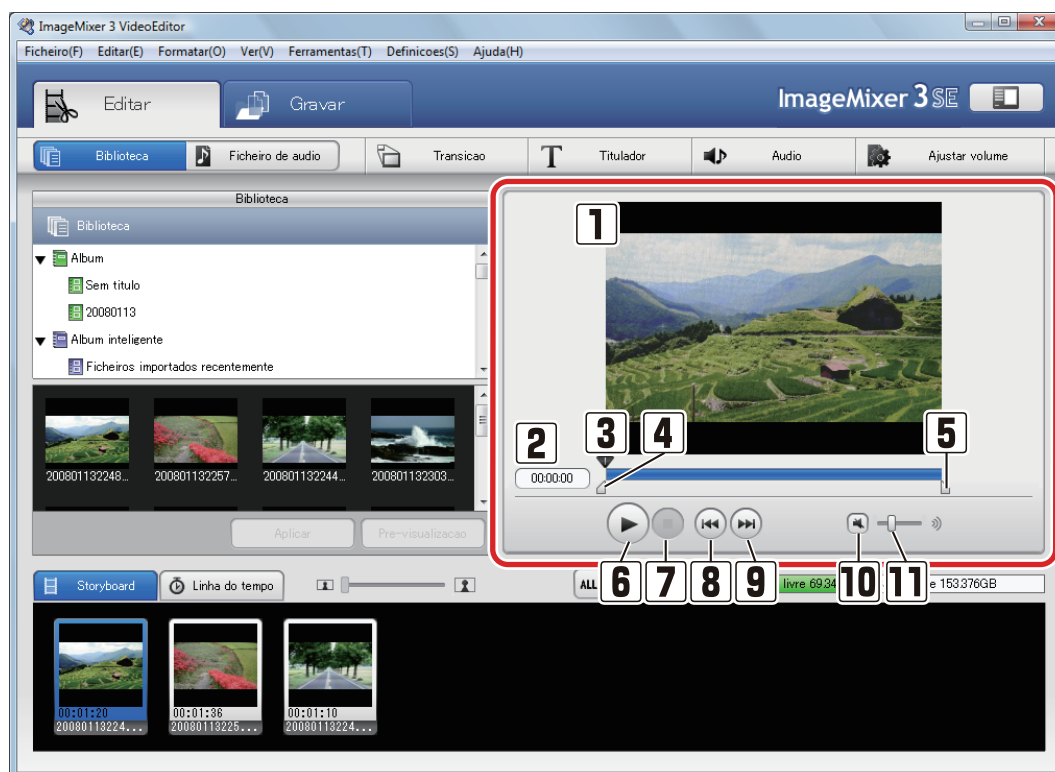 ImageMixer 3 VideoEditor
Ficheiro(F) Editar(E) Formatar(O) Ver(V) Ferramentas(T) Definicoes(S) Ajuda(H)
Editar
Gravar
ImageMixer 3 SE
Biblioteca
Ficheiro de audio
Transicao
T
Titulador
Audio
Ajustar volume
Biblioteca
Biblioteca
Album
Sem titulo
20080113
Album inteligente
Ficheiros importados recentemente
200801132248...
200801132257...
200801132244...
200801132303...
Aplicar
Pre-visualizacao
1
2
3
4
5
00:00:00
6
7
8
9
10
11
Storyboard
Linha do tempo
ALL
livre 69.34
e 153.376GB
00:01:20
20080113224...
00:01:36
20080113225...
00:01:10
20080113224...